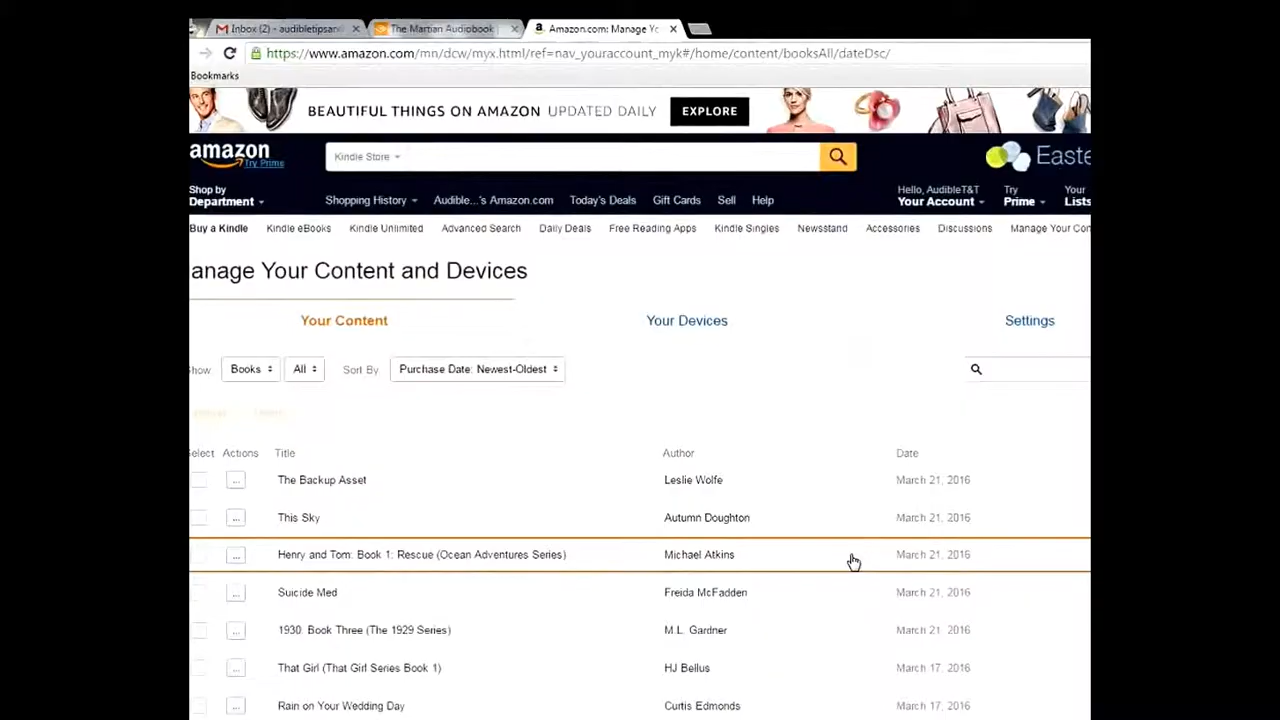 Inbox (2) - audibletipsan
The Martian Audiobook
Amazon.com: Manage Yo
https://www.amazon.com/mn/dcw/myx.html/ref=nav_youraccount_myk#/home/content/booksAll/dateDsc/
Bookmarks
BEAUTIFUL THINGS ON AMAZON UPDATED DAILY EXPLORE
amazon
Try Prime
Kindle Store
Easte
Shop by
Department
Shopping History
Audible...'s Amazon.com
Today's Deals
Gift Cards
Sell
Help
Hello, AudibleT&T
Your Account
Try
Prime
Your
Lists
Buy a Kindle
Kindle eBooks
Kindle Unlimited
Advanced Search
Daily Deals
Free Reading Apps
Kindle Singles
Newsstand
Accessories
Discussions
Manage Your Con
anage Your Content and Devices
Your Content
Your Devices
Settings
how Books All Sort By Purchase Date: Newest-Oldest
elect Actions Title Author Date
... The Backup Asset Leslie Wolfe March 21, 2016
... This Sky Autumn Doughton March 21, 2016
... Henry and Tom: Book 1: Rescue (Ocean Adventures Series) Michael Atkins March 21, 2016
... Suicide Med Freida McFadden March 21, 2016
... 1930: Book Three (The 1929 Series) M.L. Gardner March 21, 2016
... That Girl (That Girl Series Book 1) HJ Bellus March 17, 2016
... Rain on Your Wedding Day Curtis Edmonds March 17, 2016